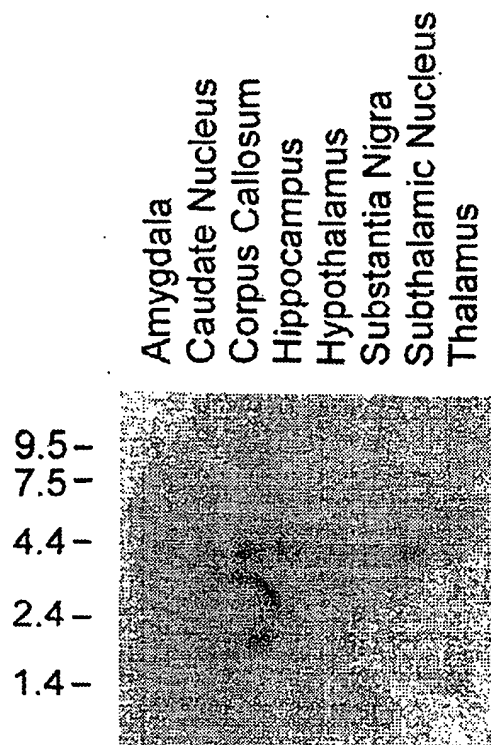 Amygdala
Caudate Nucleus
Corpus Callosum
Hippocampus
Hypothalamus
Substantia Nigra
Subthalamic Nucleus
Thalamus
9.5–
7.5–
4.4–
2.4–
1.4–